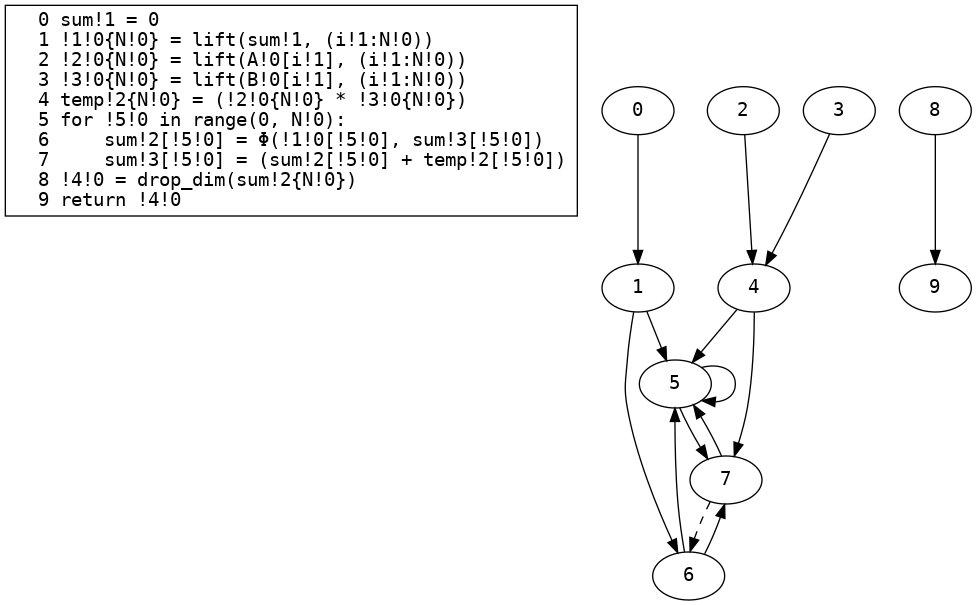 0 sum!1 = 0
1 !1!0{N!0} = lift(sum!1, (i!1:N!0))
2 !2!0{N!0} = lift(A!0[i!1], (i!1:N!0))
3 !3!0{N!0} = lift(B!0[i!1], (i!1:N!0))
4 temp!2{N!0} = (!2!0{N!0} * !3!0{N!0})
5 for !5!0 in range(0, N!0):
6     sum!2[!5!0] = Φ(!1!0[!5!0], sum!3[!5!0])
7     sum!3[!5!0] = (sum!2[!5!0] + temp!2[!5!0])
8 !4!0 = drop_dim(sum!2{N!0})
9 return !4!0
0
2
3
8
1
4
9
5
7
6